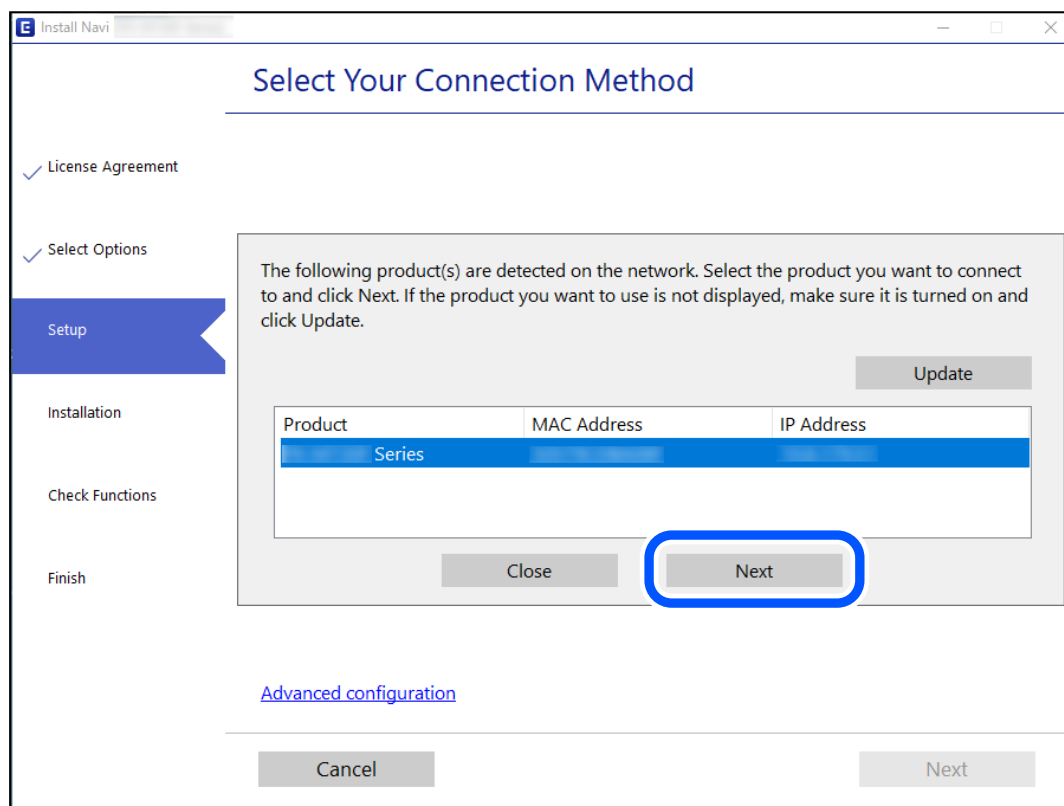 E Install Navi
Select Your Connection Method
License Agreement
Select Options
Setup
Installation
Check Functions
Finish
The following product(s) are detected on the network. Select the product you want to connect
to and click Next. If the product you want to use is not displayed, make sure it is turned on and
click Update.
Update
Product MAC Address IP Address
Series
Close Next
Advanced configuration
Cancel Next